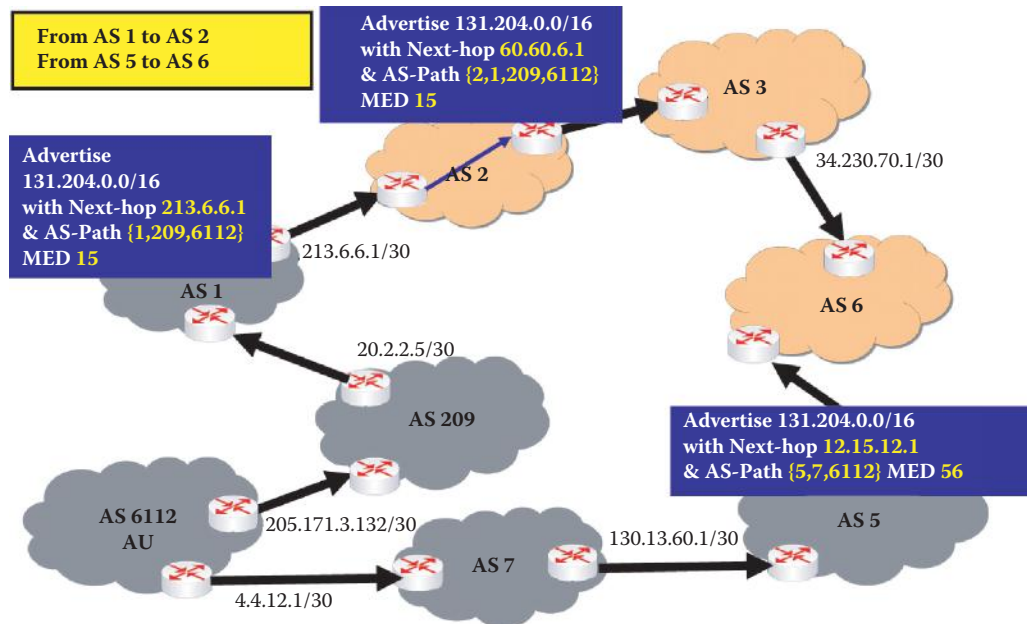 From AS 1 to AS 2
From AS 5 to AS 6
Advertise 131.204.0.0/16
with Next-hop 60.60.6.1
& AS-Path {2,1,209,6112}
MED 15
AS 3
34.230.70.1/30
Advertise
131.204.0.0/16
with Next-hop 213.6.6.1
& AS-Path {1,209,6112}
MED 15
AS 2
213.6.6.1/30
AS 1
AS 6
20.2.2.5/30
AS 209
Advertise 131.204.0.0/16
with Next-hop 12.15.12.1
& AS-Path {5,7,6112} MED 56
AS 6112
AU
205.171.3.132/30
130.13.60.1/30
AS 5
AS 7
4.4.12.1/30